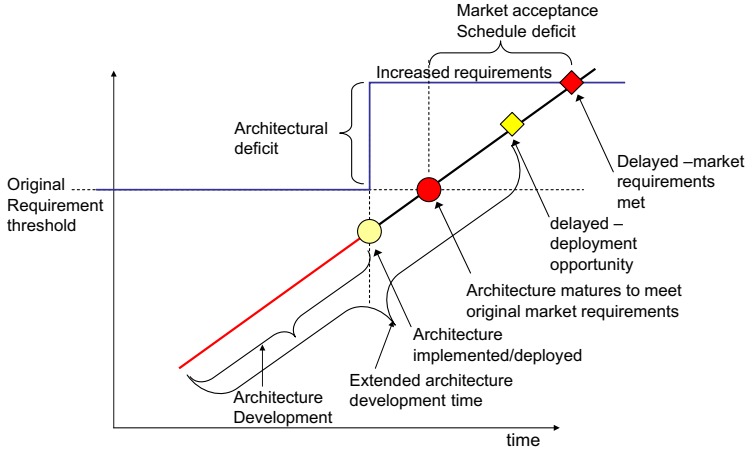 Market acceptance
Schedule deficit
Increased requirements
Architectural
deficit
Delayed –market
requirements
met
Original
Requirement
threshold
delayed –
deployment
opportunity
Architecture matures to meet
original market requirements
Architecture
implemented/deployed
Extended architecture
development time
Architecture
Development
time